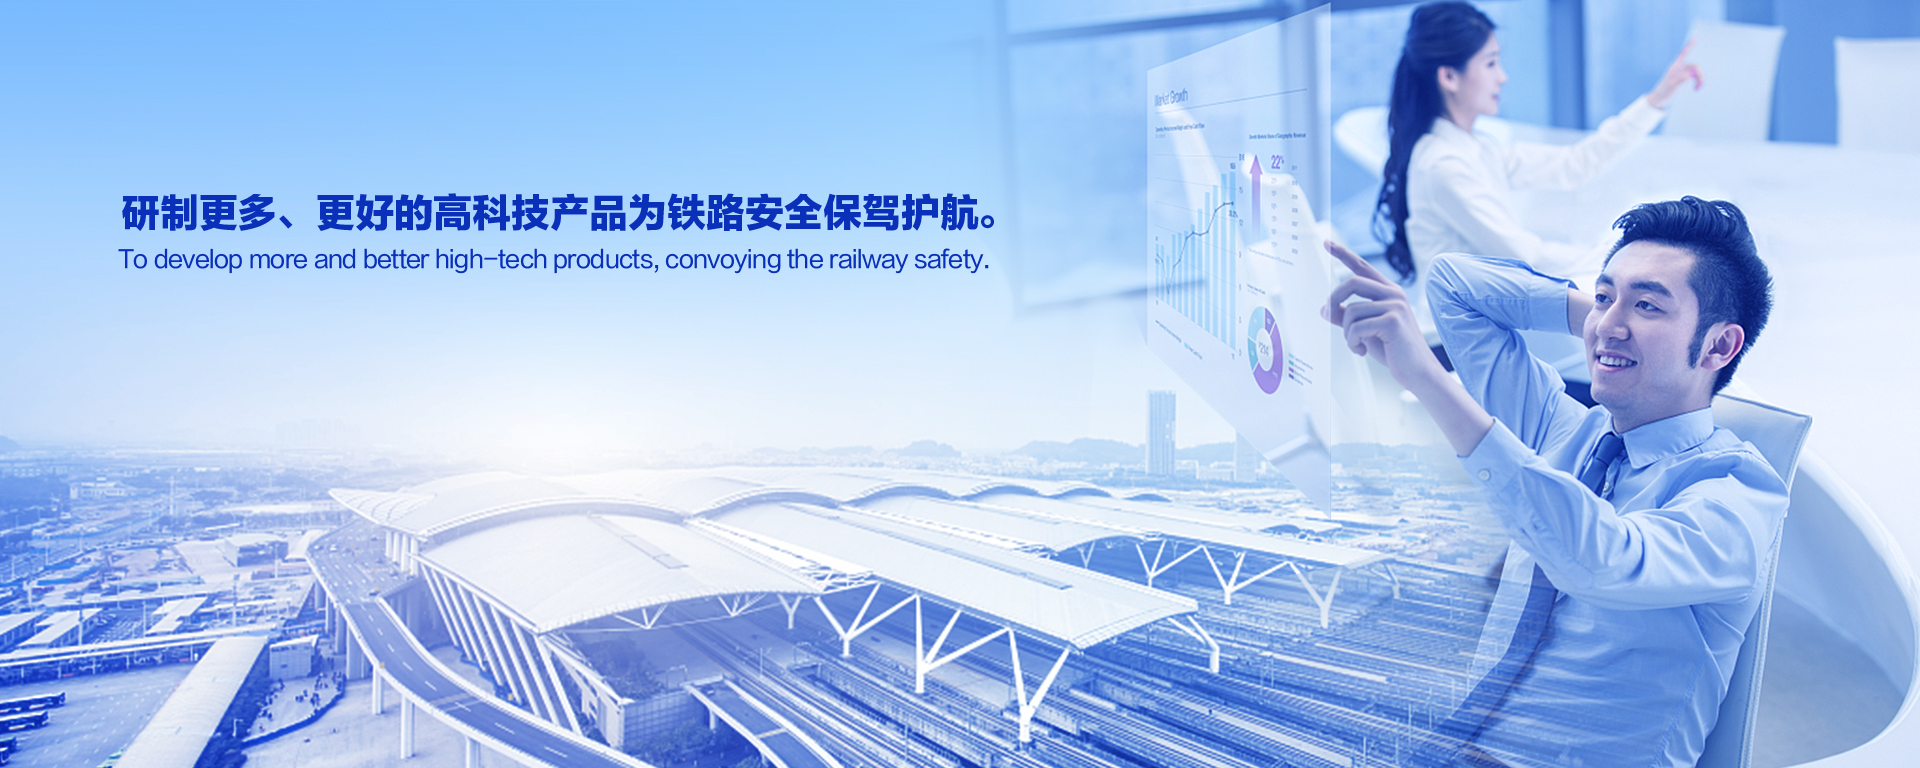 研制更多、更好的高科技产品为铁路安全保驾护航。
To develop more and better high-tech products, convoying the railway safety.
Market Growth
22%